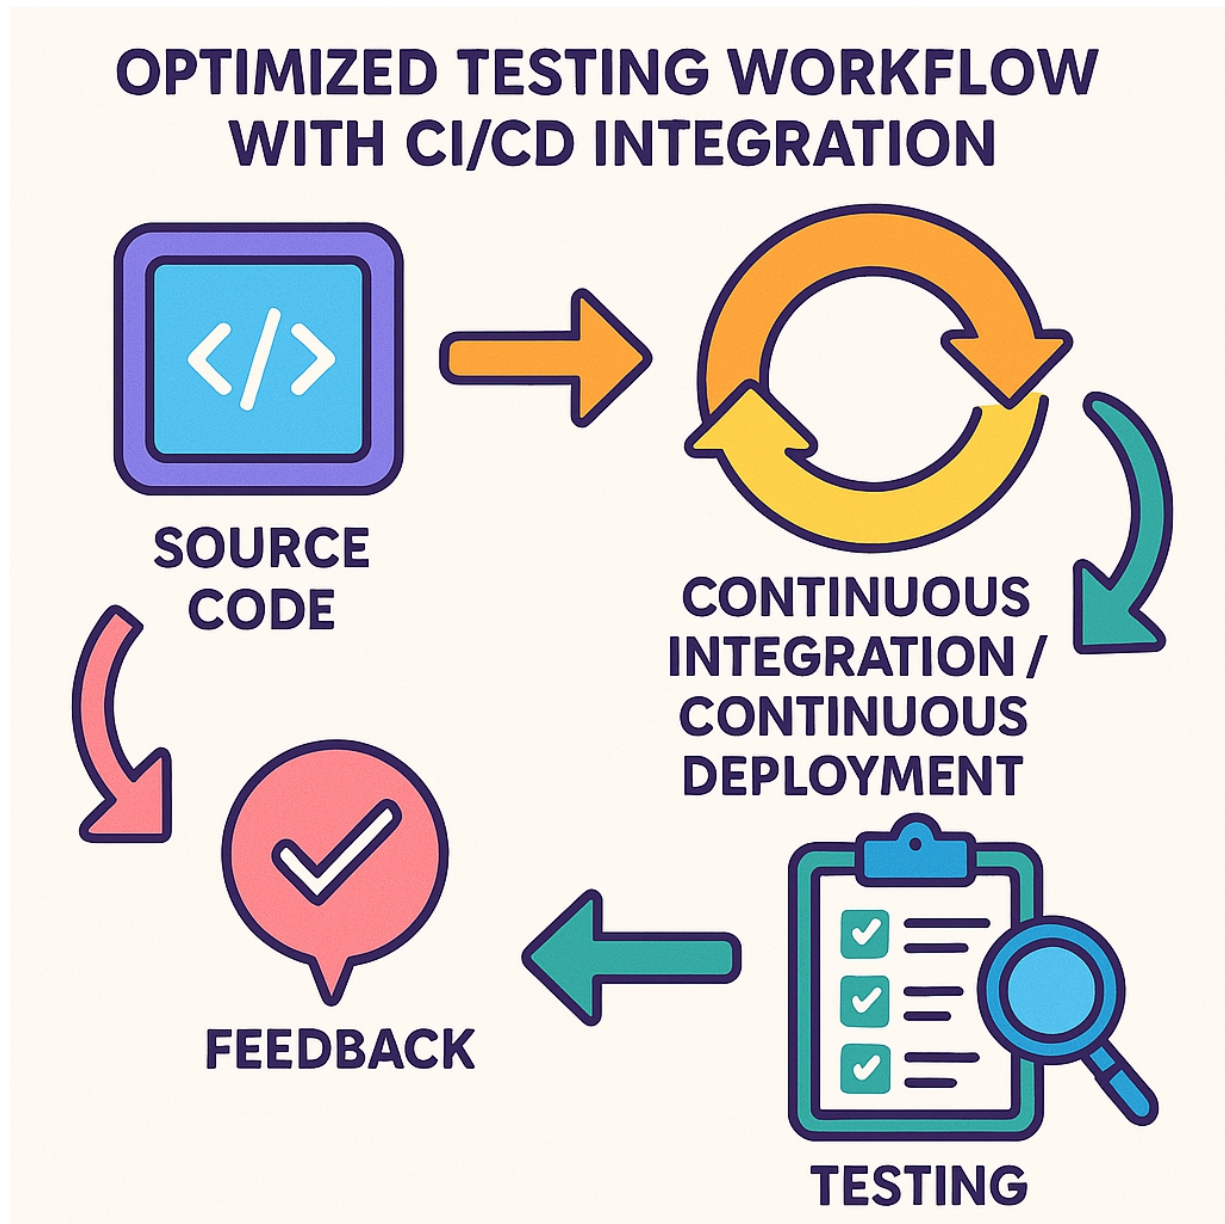 OPTIMIZED TESTING WORKFLOW
WITH CI/CD INTEGRATION
</>
SOURCE
CODE
CONTINUOUS
INTEGRATION /
CONTINUOUS
DEPLOYMENT
FEEDBACK
TESTING